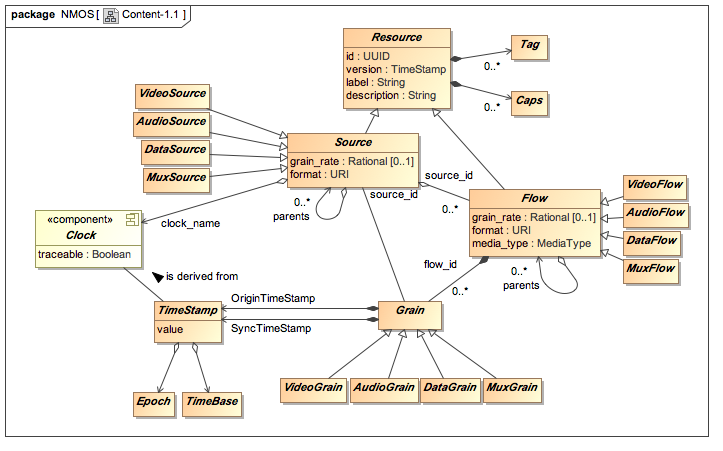 package NMOS [ Content-1.1 ]
Resource
id : UUID
version : TimeStamp
label : String
description : String
Tag
0..*
Caps
0..*
VideoSource
AudioSource
DataSource
MuxSource
Source
grain_rate : Rational [0..1]
format : URI
source_id
0..*
parents
source_id
0..*
clock_name
Flow
grain_rate : Rational [0..1]
format : URI
media_type : MediaType
VideoFlow
AudioFlow
DataFlow
MuxFlow
0..*
parents
«component»
Clock
traceable : Boolean
is derived from
flow_id
0..*
TimeStamp
value
OriginTimeStamp
SyncTimeStamp
Grain
Epoch
TimeBase
VideoGrain
AudioGrain
DataGrain
MuxGrain